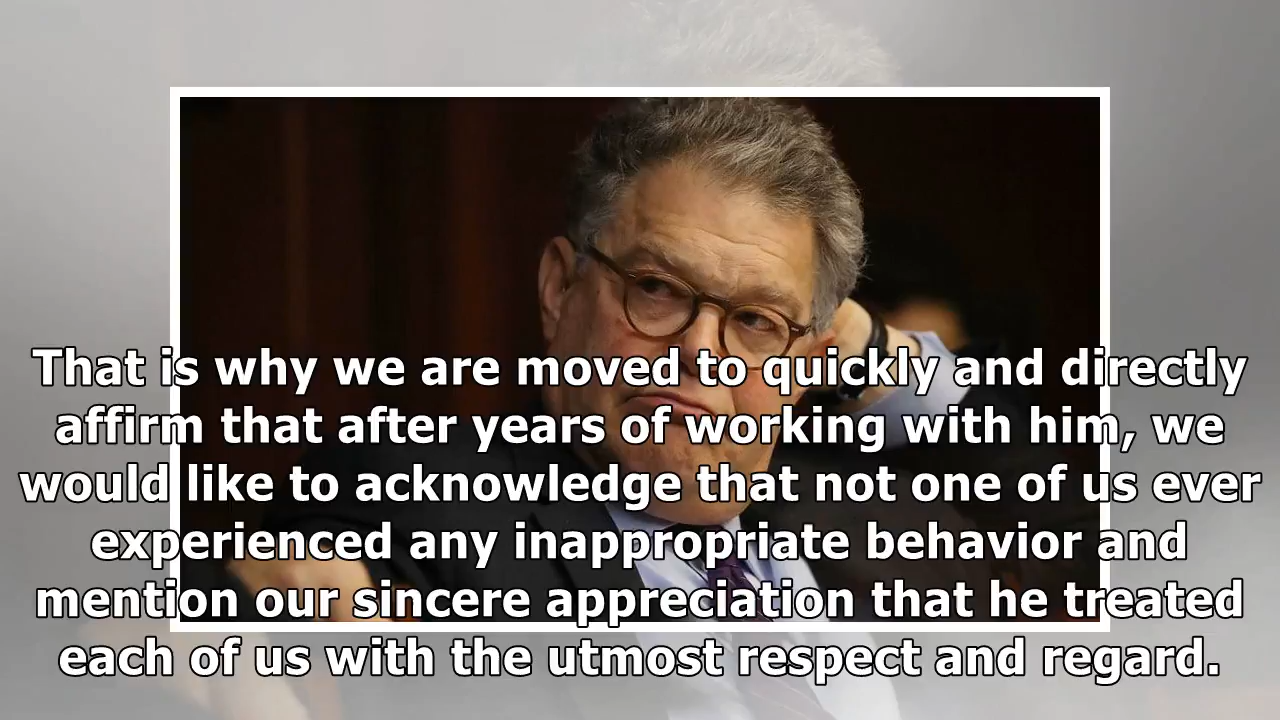 That is why we are moved to quickly and directly
affirm that after years of working with him, we
would like to acknowledge that not one of us ever
experienced any inappropriate behavior and
mention our sincere appreciation that he treated
each of us with the utmost respect and regard.